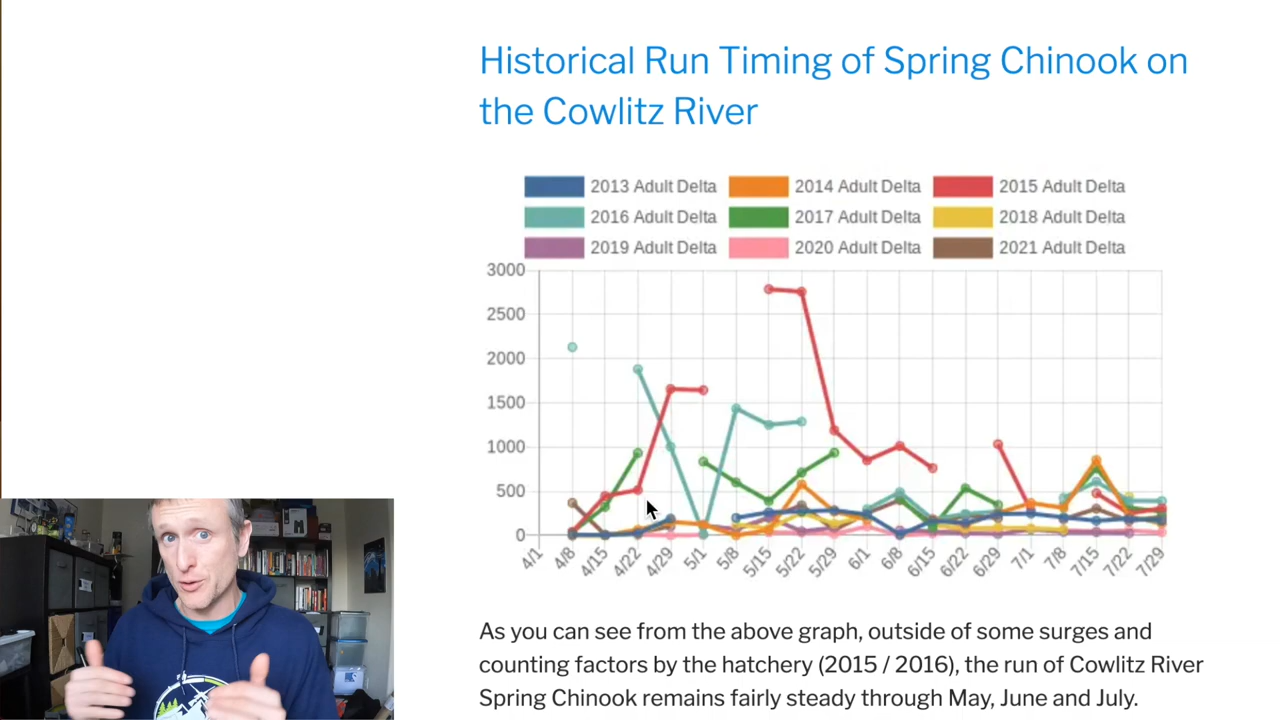 Historical Run Timing of Spring Chinook on
the Cowlitz River
2013 Adult Delta 2014 Adult Delta 2015 Adult Delta
2016 Adult Delta 2017 Adult Delta 2018 Adult Delta
2019 Adult Delta 2020 Adult Delta 2021 Adult Delta
3000
2500
2000
1500
1000
500
0
4/1 4/8 4/15 4/22 4/29 5/1 5/8 5/15 5/22 5/29 6/1 6/8 6/15 6/22 6/29 7/1 7/8 7/15 7/22 7/29
As you can see from the above graph, outside of some surges and
counting factors by the hatchery (2015 / 2016), the run of Cowlitz River
Spring Chinook remains fairly steady through May, June and July.